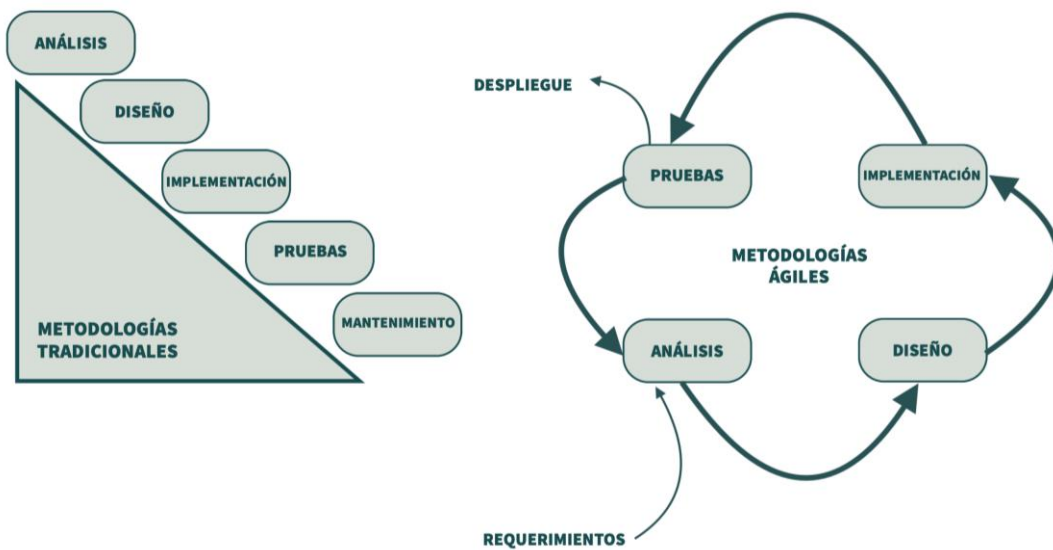 ANÁLISIS
DISEÑO
IMPLEMENTACIÓN
PRUEBAS
MANTENIMIENTO
METODOLOGÍAS
TRADICIONALES
DESPLIEGUE
PRUEBAS
IMPLEMENTACIÓN
METODOLOGÍAS
ÁGILES
ANÁLISIS
DISEÑO
REQUERIMIENTOS